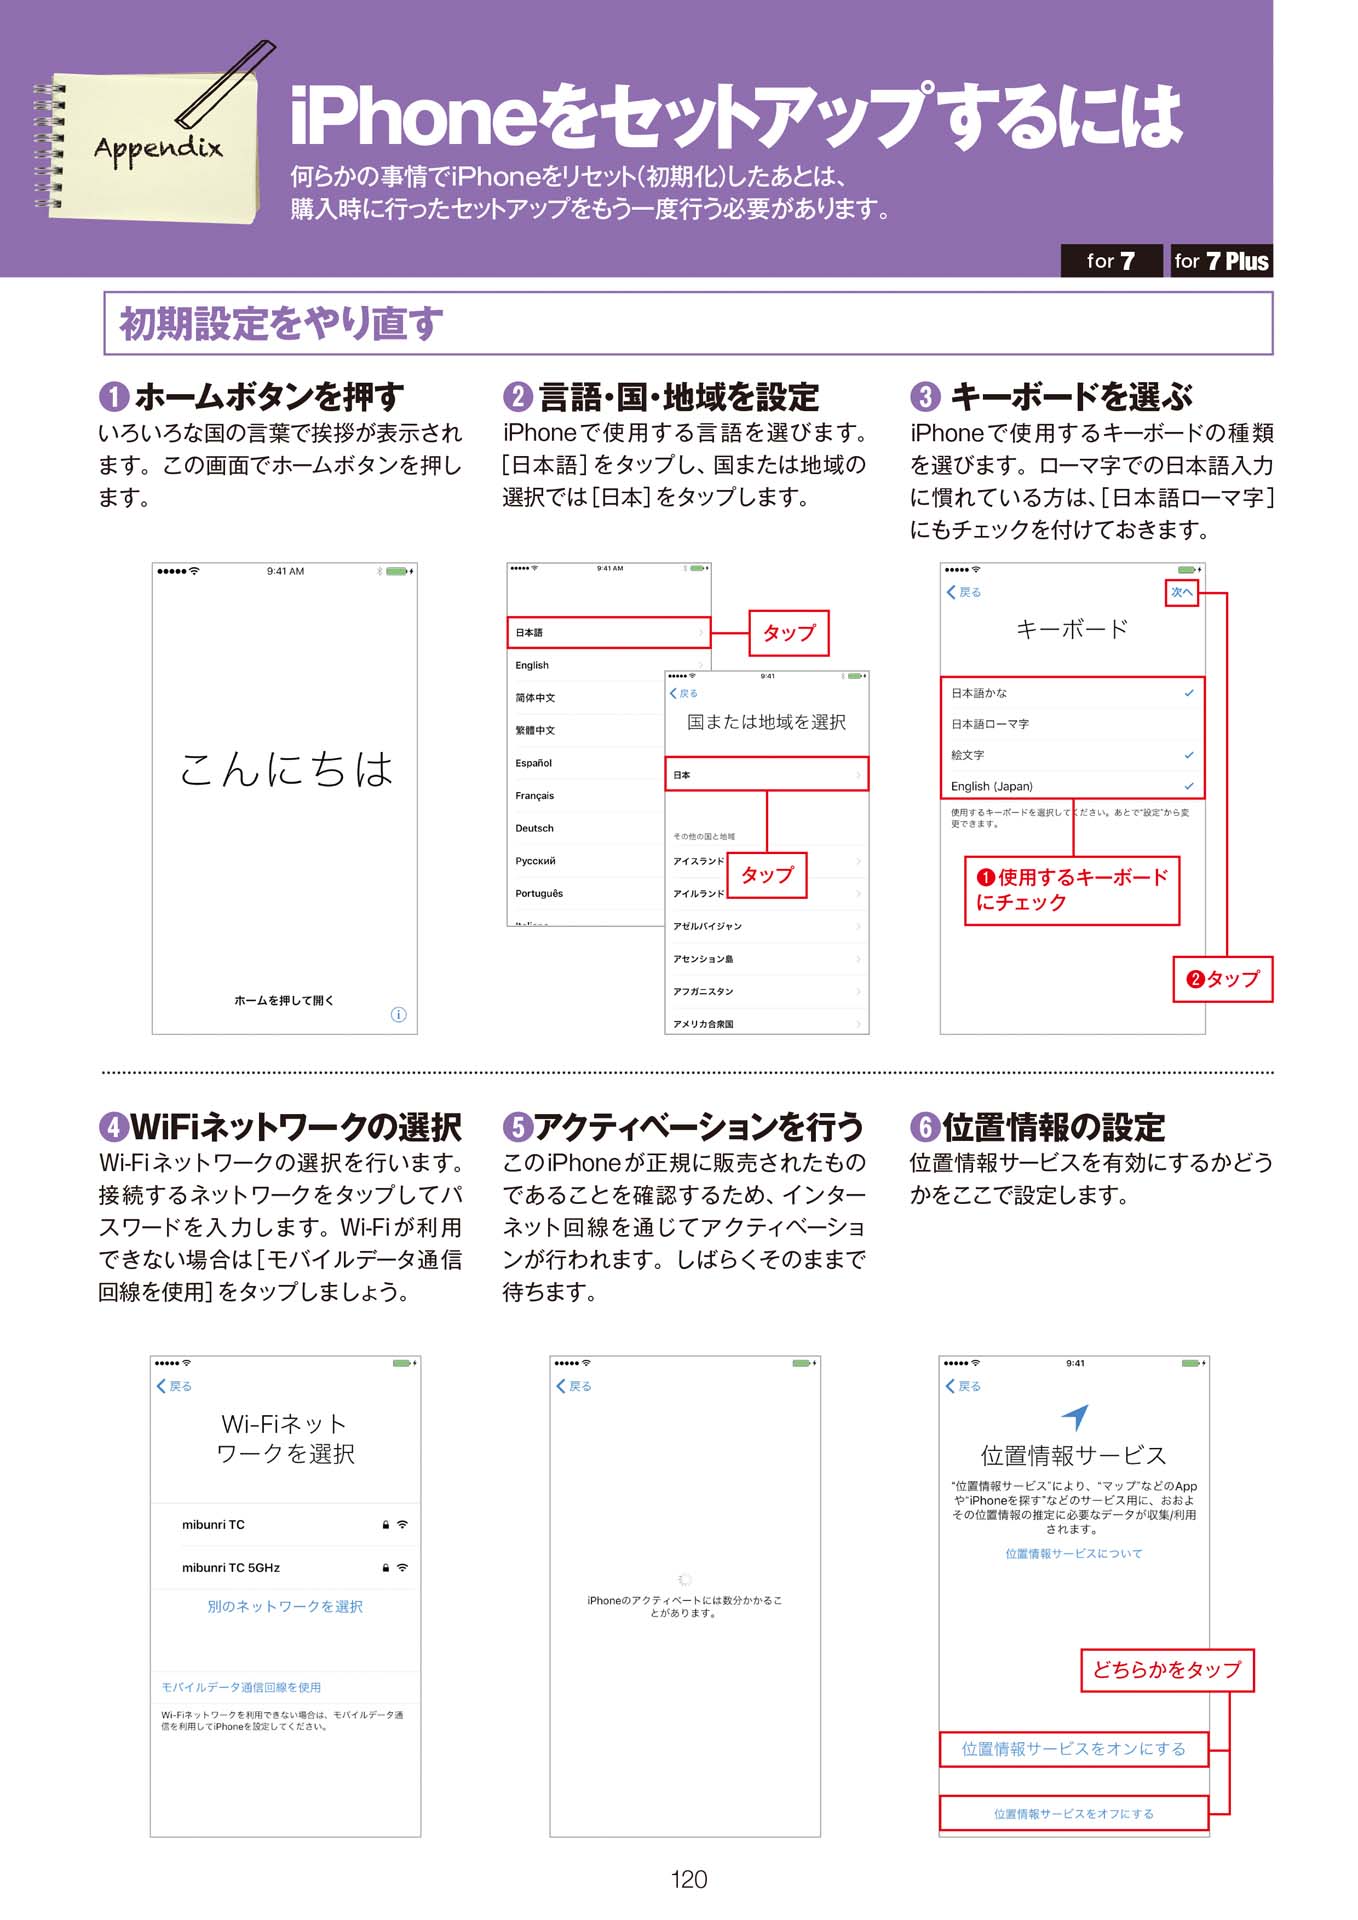 Appendix
iPhoneをセットアップするには
何らかの事情でiPhoneをリセット（初期化）したあとは、
購入時に行ったセットアップをもう一度行う必要があります。
for 7
for 7 Plus
初期設定をやり直す
❶ホームボタンを押す
いろいろな国の言葉で挨拶が表示され
ます。この画面でホームボタンを押し
ます。
9:41 AM
こんにちは
ホームを押して開く
❷言語・国・地域を設定
iPhoneで使用する言語を選びます。
［日本語］をタップし、国または地域の
選択では［日本］をタップします。
9:41 AM
日本語
タップ
English
简体中文
繁體中文
Español
Français
Deutsch
Русский
Português
9:41
戻る
国または地域を選択
日本
その他の国と地域
タップ
アイスランド
アイルランド
アゼルバイジャン
アセンション島
アフガニスタン
アメリカ合衆国
❸キーボードを選ぶ
iPhoneで使用するキーボードの種類
を選びます。ローマ字での日本語入力
に慣れている方は、［日本語ローマ字］
にもチェックを付けておきます。
戻る
次へ
キーボード
日本語かな
日本語ローマ字
絵文字
English (Japan)
使用するキーボードを選択してください。あとで“設定”から変
更できます。
❶使用するキーボード
にチェック
❷タップ
❹WiFiネットワークの選択
Wi-Fiネットワークの選択を行います。
接続するネットワークをタップしてパ
スワードを入力します。Wi-Fiが利用
できない場合は［モバイルデータ通信
回線を使用］をタップしましょう。
戻る
Wi-Fiネット
ワークを選択
mibunri TC
mibunri TC 5GHz
別のネットワークを選択
モバイルデータ通信回線を使用
Wi-Fiネットワークを利用できない場合は、モバイルデータ通
信を利用してiPhoneを設定してください。
❺アクティベーションを行う
このiPhoneが正規に販売されたもの
であることを確認するため、インター
ネット回線を通じてアクティベーショ
ンが行われます。しばらくそのままで
待ちます。
戻る
iPhoneのアクティベートには数分かかるこ
とがあります。
❻位置情報の設定
位置情報サービスを有効にするかどう
かをここで設定します。
9:41
戻る
位置情報サービス
“位置情報サービス”により、“マップ”などのApp
や“iPhoneを探す”などのサービス用に、おおよ
その位置情報の推定に必要なデータが収集/利用
されます。
位置情報サービスについて
どちらかをタップ
位置情報サービスをオンにする
位置情報サービスをオフにする
120